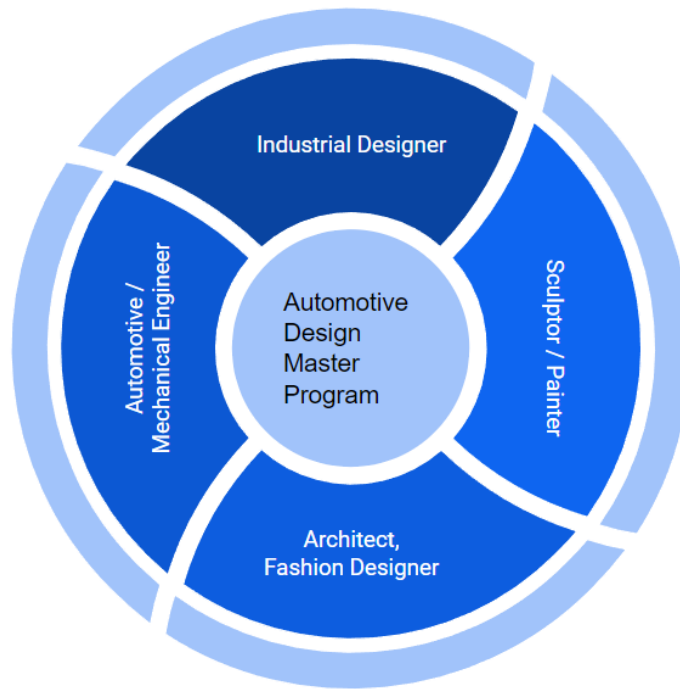 Industrial Designer
Sculptor / Painter
Architect,
Fashion Designer
Automotive /
Mechanical Engineer
Automotive
Design
Master
Program